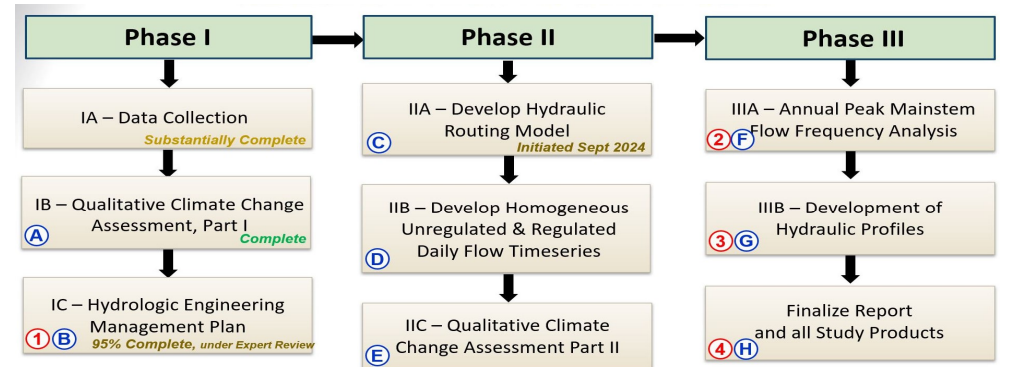 Phase I
IA – Data Collection
Substantially Complete
IB – Qualitative Climate Change
Assessment, Part I
Complete
A
IC – Hydrologic Engineering
Management Plan
95% Complete, under Expert Review
1 B
Phase II
IIA – Develop Hydraulic
Routing Model
Initiated Sept 2024
C
IIB – Develop Homogeneous
Unregulated & Regulated
Daily Flow Timeseries
D
IIC – Qualitative Climate
Change Assessment Part II
E
Phase III
IIIA – Annual Peak Mainstem
Flow Frequency Analysis
2 F
IIIB – Development of
Hydraulic Profiles
3 G
Finalize Report
and all Study Products
4 H